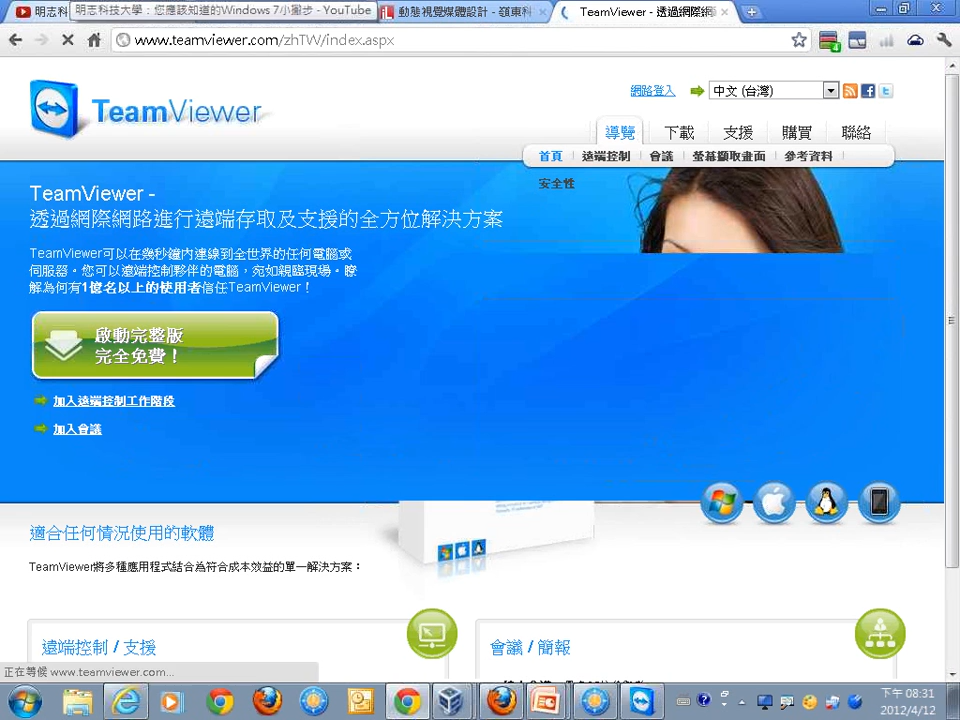 明志科
明志科技大學：您應該知道的Windows 7小撇步 - YouTube
動態視覺媒體設計 - 嶺東科
TeamViewer - 透過網際網
www.teamviewer.com/zhTW/index.aspx
TeamViewer
網路登入
中文 (台灣)
導覽 下載 支援 購買 聯絡
首頁 遠端控制 會議 螢幕擷取畫面 參考資料
安全性
TeamViewer -
透過網際網路進行遠端存取及支援的全方位解決方案
TeamViewer可以在幾秒鐘內連線到全世界的任何電腦或
伺服器。您可以遠端控制夥伴的電腦，宛如親臨現場。瞭
解為何有1億名以上的使用者信任TeamViewer！
啟動完整版
完全免費！
加入遠端控制工作階段
加入會議
適合任何情況使用的軟體
TeamViewer將多種應用程式結合為符合成本效益的單一解決方案：
遠端控制 / 支援
會議 / 簡報
正在等候 www.teamviewer.com...
下午 08:31
2012/4/12